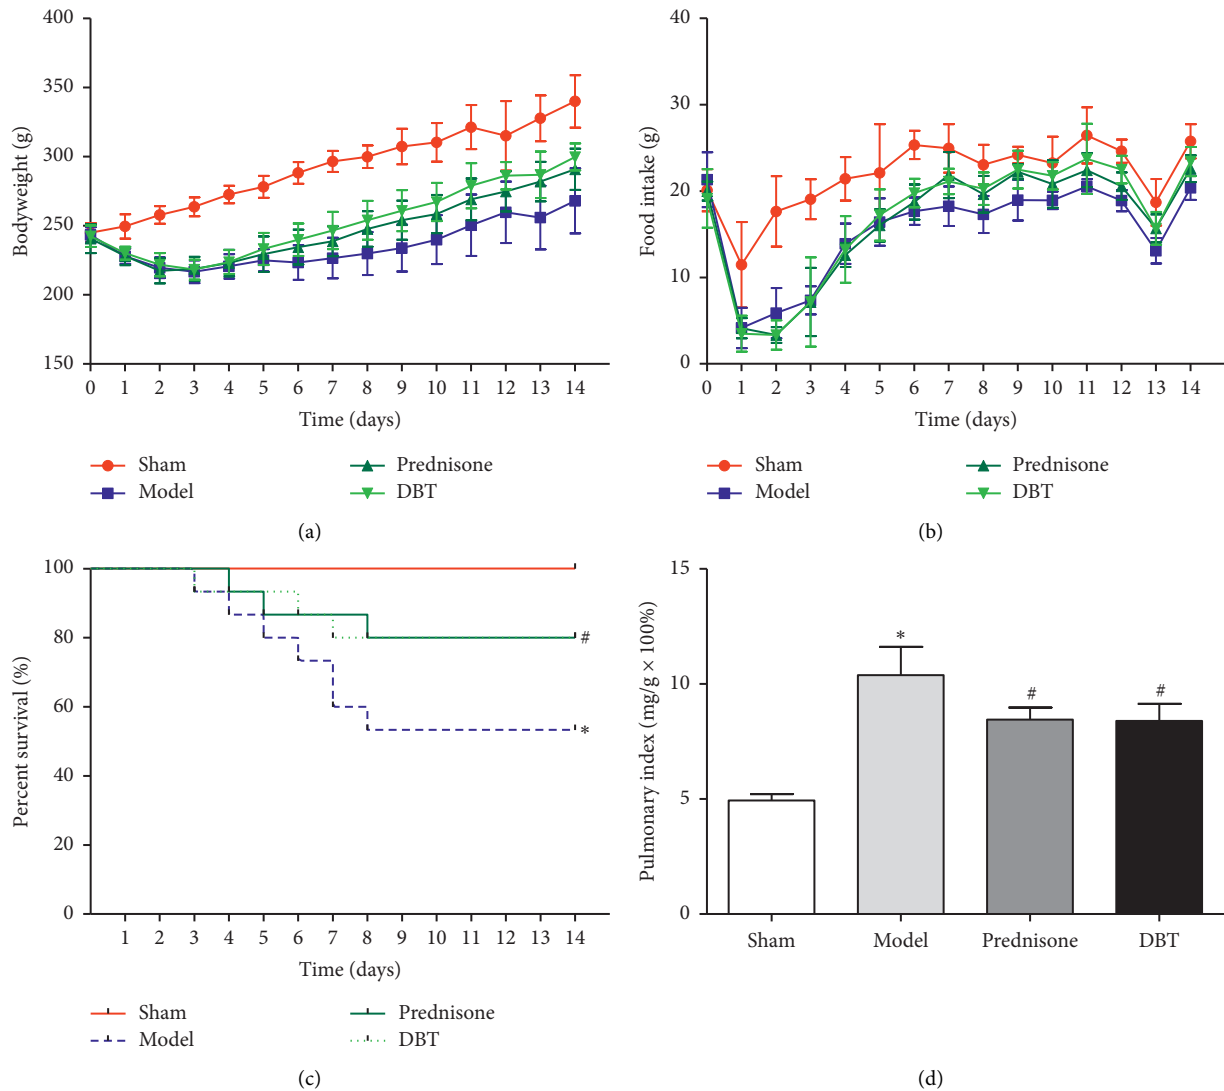 400
350
300
250
200
150
Bodyweight (g)
0 1 2 3 4 5 6 7 8 9 10 11 12 13 14
Time (days)
Sham
Model
Prednisone
DBT
(a)
40
30
20
10
0
Food intake (g)
0 1 2 3 4 5 6 7 8 9 10 11 12 13 14
Time (days)
Sham
Model
Prednisone
DBT
(b)
100
80
60
40
20
0
Percent survival (%)
#
*
1 2 3 4 5 6 7 8 9 10 11 12 13 14
Time (days)
Sham
Model
Prednisone
DBT
(c)
15
10
5
0
Pulmonary index (mg/g × 100%)
*
#
#
Sham Model Prednisone DBT
(d)